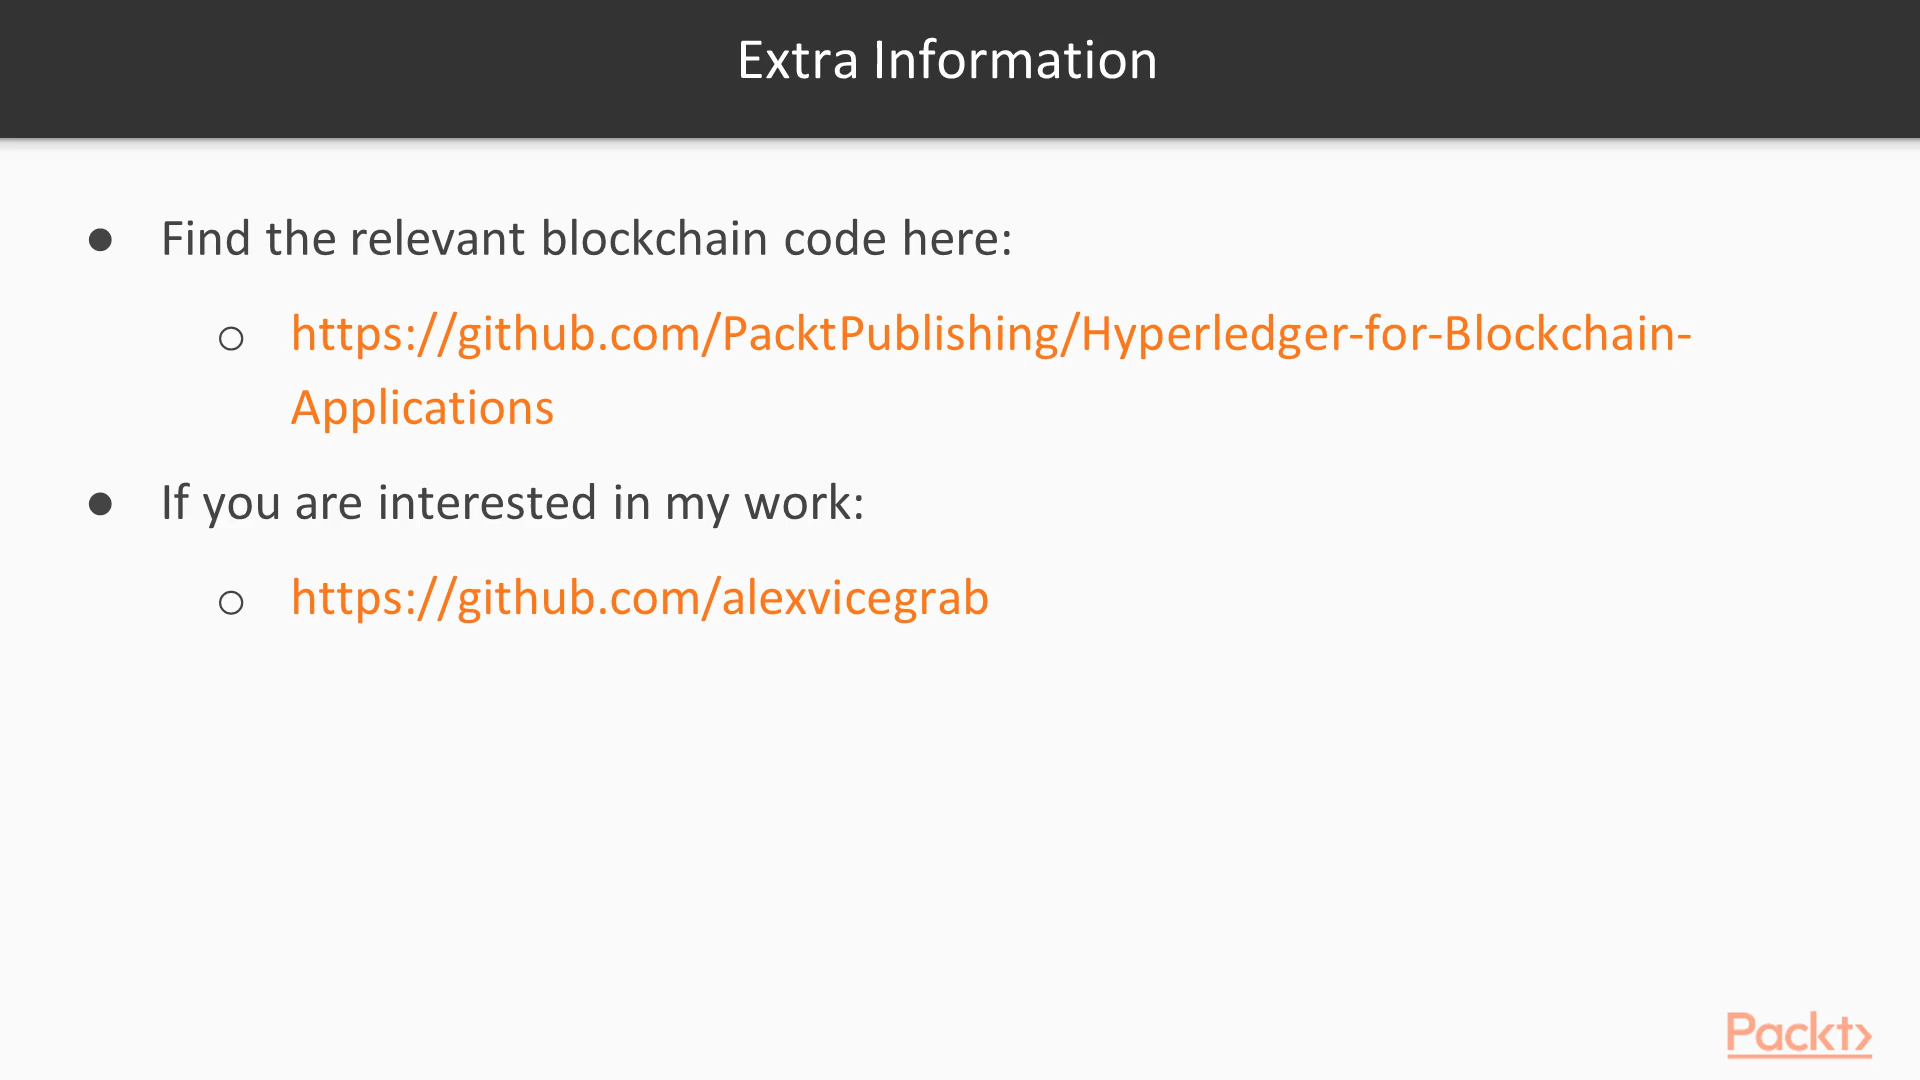 Extra Information
● Find the relevant blockchain code here:
○ https://github.com/PacktPublishing/Hyperledger-for-Blockchain-
Applications
● If you are interested in my work:
○ https://github.com/alexvicegrab
Packt>